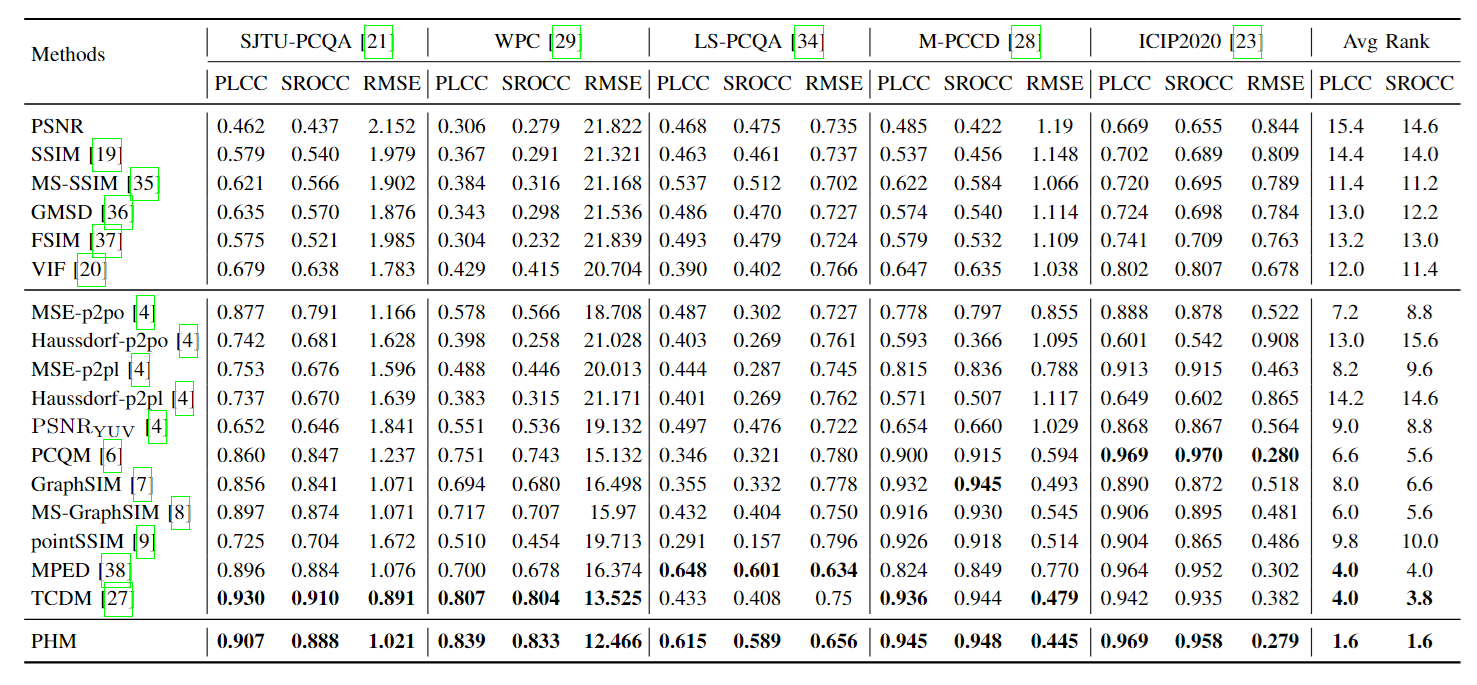 Methods SJTU-PCQA [21] WPC [29] LS-PCQA [34] M-PCCD [28] ICIP2020 [23] Avg Rank
PLCC SROCC RMSE PLCC SROCC RMSE PLCC SROCC RMSE PLCC SROCC RMSE PLCC SROCC RMSE PLCC SROCC
PSNR 0.462 0.437 2.152 0.306 0.279 21.822 0.468 0.475 0.735 0.485 0.422 1.19 0.669 0.655 0.844 15.4 14.6
SSIM [19] 0.579 0.540 1.979 0.367 0.291 21.321 0.463 0.461 0.737 0.537 0.456 1.148 0.702 0.689 0.809 14.4 14.0
MS-SSIM [35] 0.621 0.566 1.902 0.384 0.316 21.168 0.537 0.512 0.702 0.622 0.584 1.066 0.720 0.695 0.789 11.4 11.2
GMSD [36] 0.635 0.570 1.876 0.343 0.298 21.536 0.486 0.470 0.727 0.574 0.540 1.114 0.724 0.698 0.784 13.0 12.2
FSIM [37] 0.575 0.521 1.985 0.304 0.232 21.839 0.493 0.479 0.724 0.579 0.532 1.109 0.741 0.709 0.763 13.2 13.0
VIF [20] 0.679 0.638 1.783 0.429 0.415 20.704 0.390 0.402 0.766 0.647 0.635 1.038 0.802 0.807 0.678 12.0 11.4
MSE-p2po [4] 0.877 0.791 1.166 0.578 0.566 18.708 0.487 0.302 0.727 0.778 0.797 0.855 0.888 0.878 0.522 7.2 8.8
Haussdorf-p2po [4] 0.742 0.681 1.628 0.398 0.258 21.028 0.403 0.269 0.761 0.593 0.366 1.095 0.601 0.542 0.908 13.0 15.6
MSE-p2pl [4] 0.753 0.676 1.596 0.488 0.446 20.013 0.444 0.287 0.745 0.815 0.836 0.788 0.913 0.915 0.463 8.2 9.6
Haussdorf-p2pl [4] 0.737 0.670 1.639 0.383 0.315 21.171 0.401 0.269 0.762 0.571 0.507 1.117 0.649 0.602 0.865 14.2 14.6
PSNR_YUV [4] 0.652 0.646 1.841 0.551 0.536 19.132 0.497 0.476 0.722 0.654 0.660 1.029 0.868 0.867 0.564 9.0 8.8
PCQM [6] 0.860 0.847 1.237 0.751 0.743 15.132 0.346 0.321 0.780 0.900 0.915 0.594 0.969 0.970 0.280 6.6 5.6
GraphSIM [7] 0.856 0.841 1.071 0.694 0.680 16.498 0.355 0.332 0.778 0.932 0.945 0.493 0.890 0.872 0.518 8.0 6.6
MS-GraphSIM [8] 0.897 0.874 1.071 0.717 0.707 15.97 0.432 0.404 0.750 0.916 0.930 0.545 0.906 0.895 0.481 6.0 5.6
pointSSIM [9] 0.725 0.704 1.672 0.510 0.454 19.713 0.291 0.157 0.796 0.926 0.918 0.514 0.904 0.865 0.486 9.8 10.0
MPED [38] 0.896 0.884 1.076 0.700 0.678 16.374 0.648 0.601 0.634 0.824 0.849 0.770 0.964 0.952 0.302 4.0 4.0
TCDM [27] 0.930 0.910 0.891 0.807 0.804 13.525 0.433 0.408 0.75 0.936 0.944 0.479 0.942 0.935 0.382 4.0 3.8
PHM 0.907 0.888 1.021 0.839 0.833 12.466 0.615 0.589 0.656 0.945 0.948 0.445 0.969 0.958 0.279 1.6 1.6